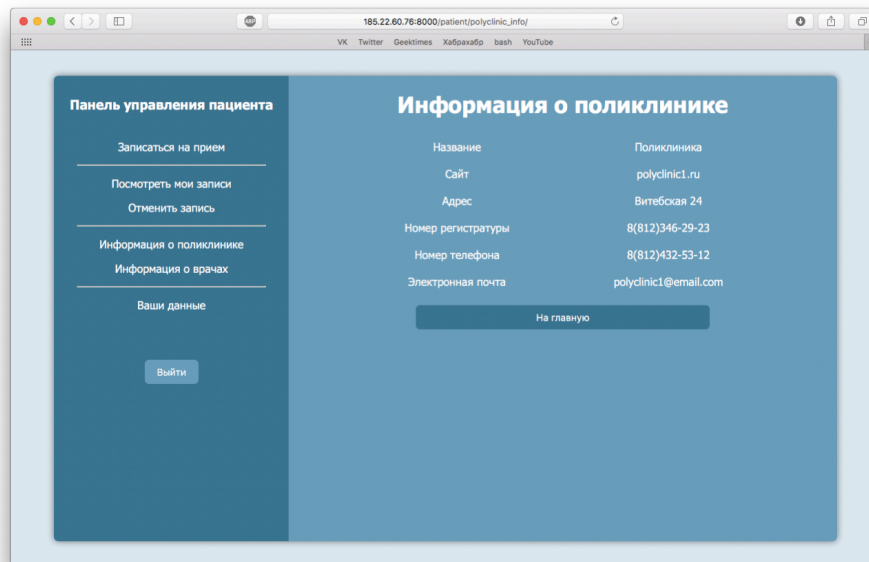 ABP
185.22.60.76:8000/patient/polyclinic_info/
VK Twitter Geektimes Хабрахабр bash YouTube
Панель управления пациента
Записаться на прием
Посмотреть мои записи
Отменить запись
Информация о поликлинике
Информация о врачах
Ваши данные
Выйти
Информация о поликлинике
Название Поликлиника
Сайт polyclinic1.ru
Адрес Витебская 24
Номер регистратуры 8(812)346-29-23
Номер телефона 8(812)432-53-12
Электронная почта polyclinic1@email.com
На главную